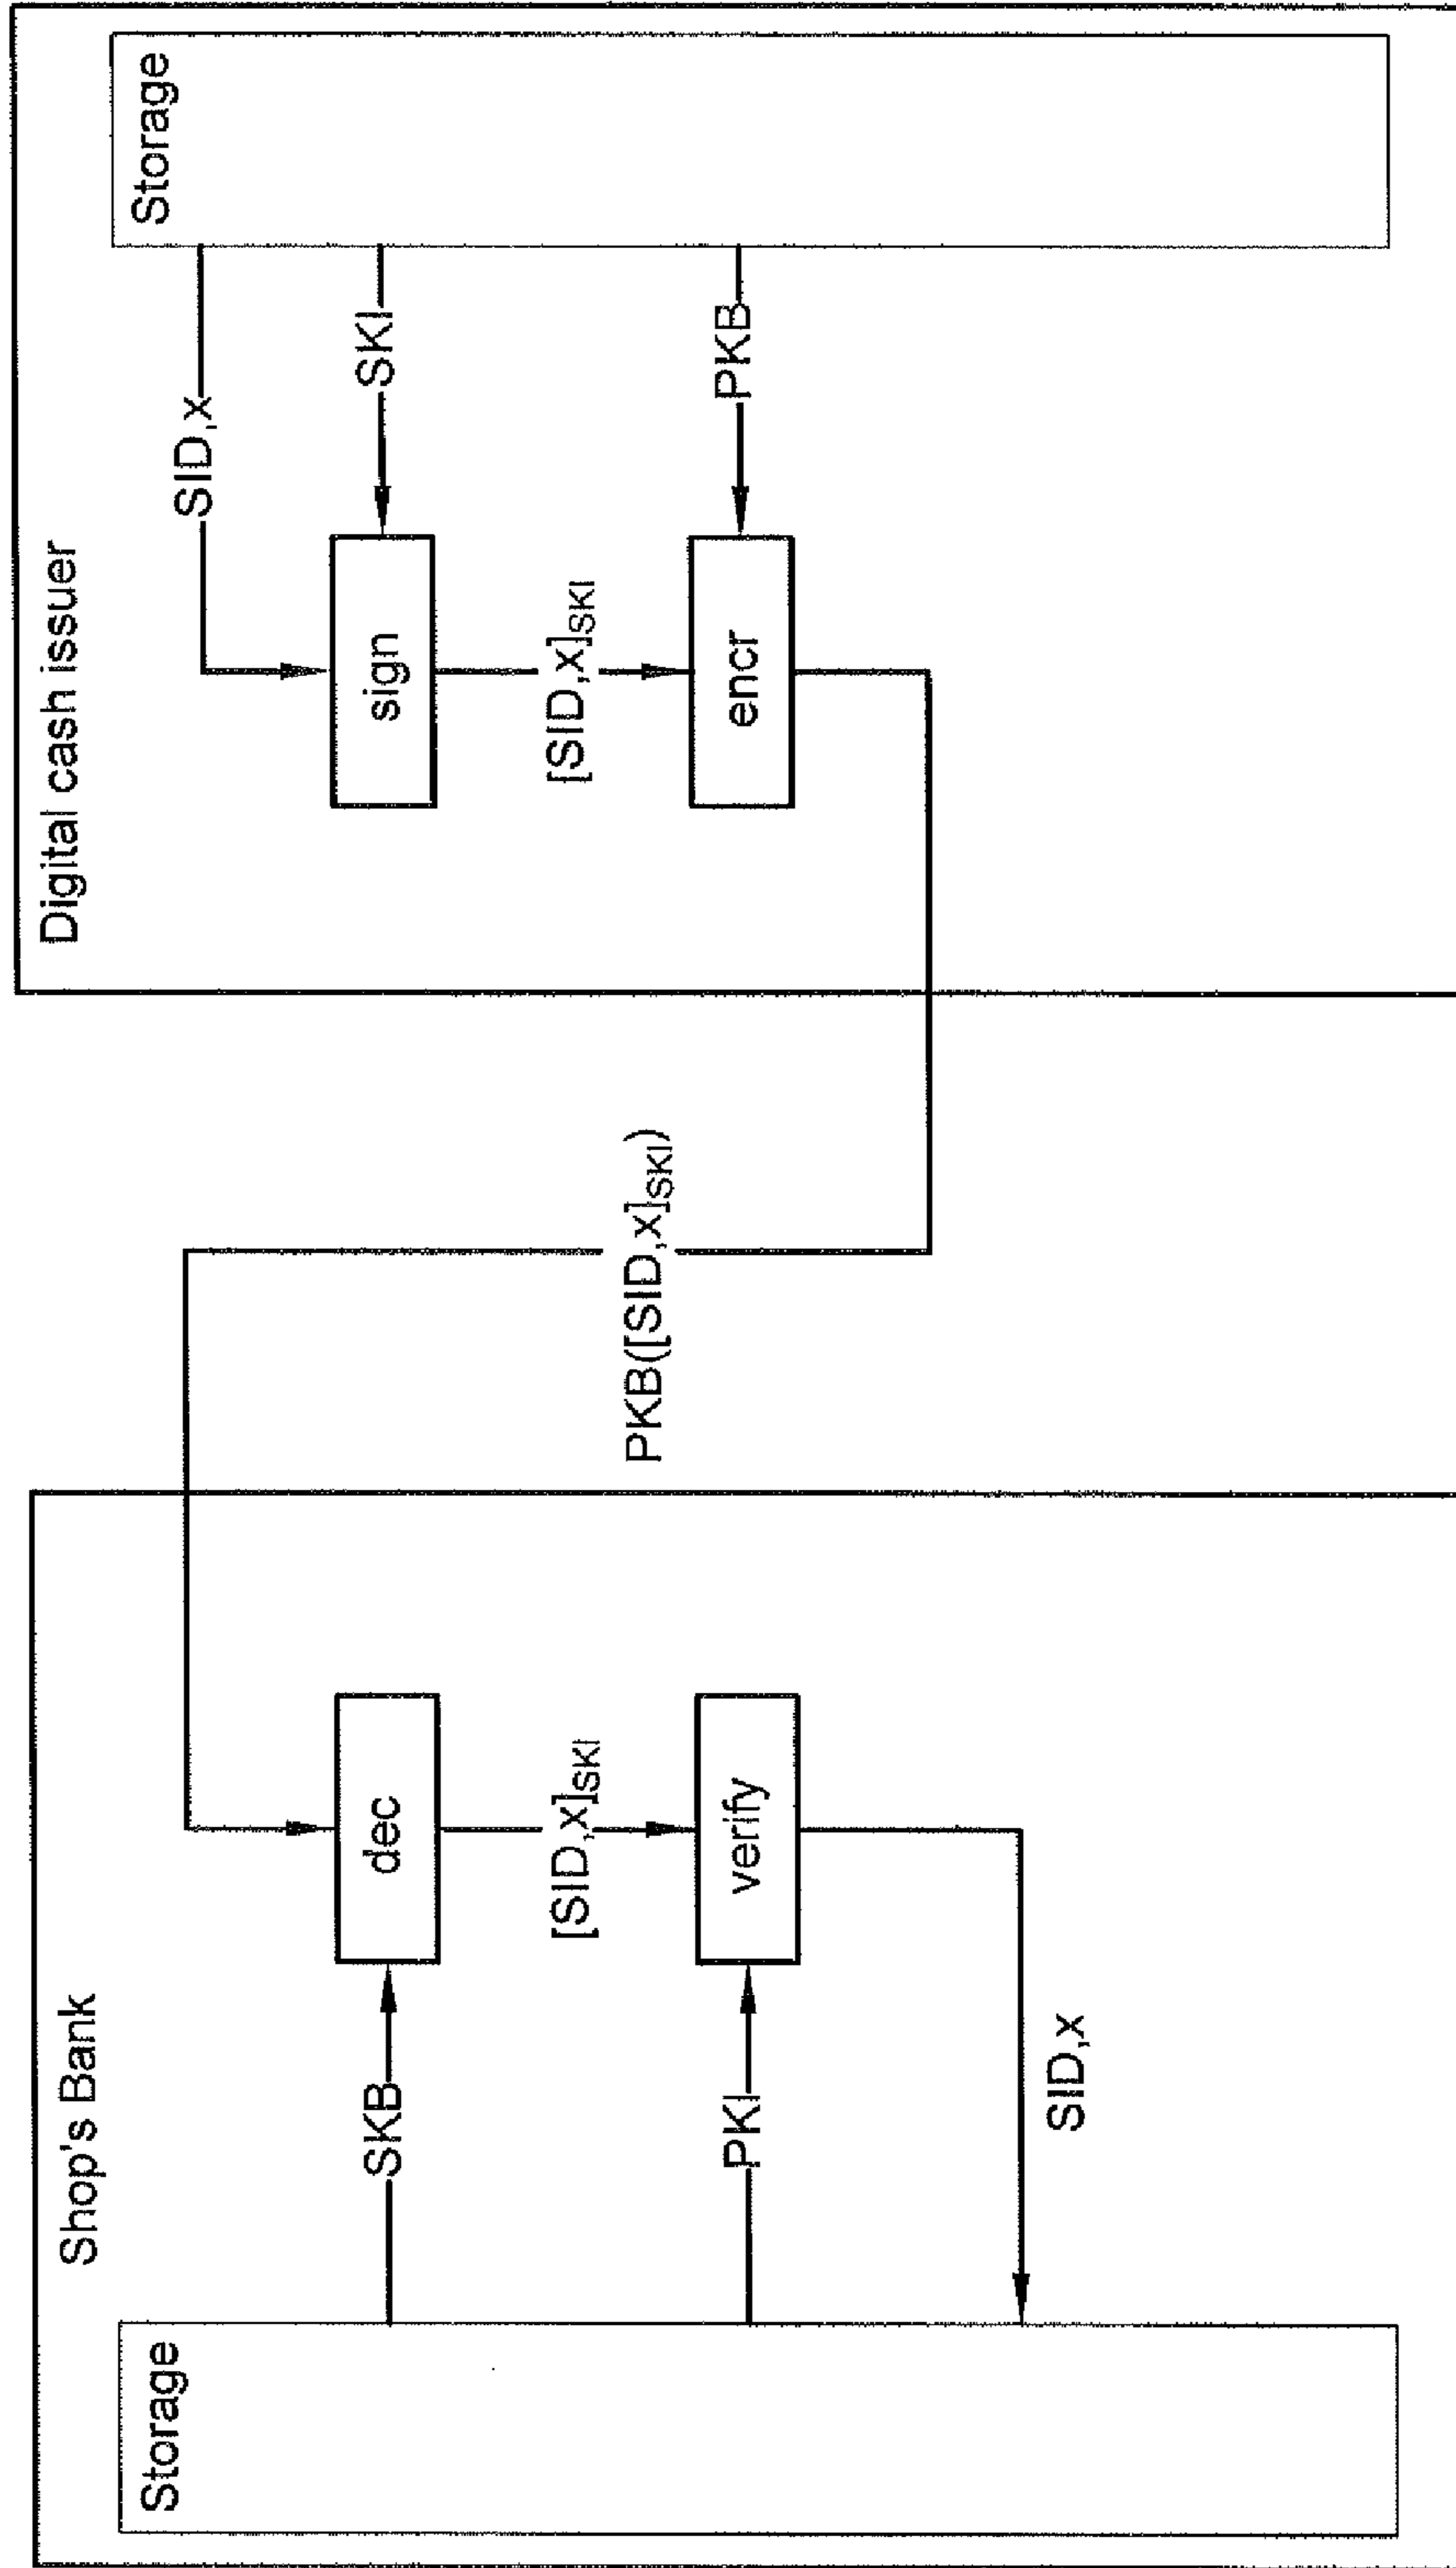 Shop's Bank
Storage
SKB
dec
[SID,x]SKI
PKI
verify
SID,x
PKB([SID,x]SKI)
Digital cash issuer
Storage
SID,x
SKI
sign
[SID,x]SKI
PKB
encr